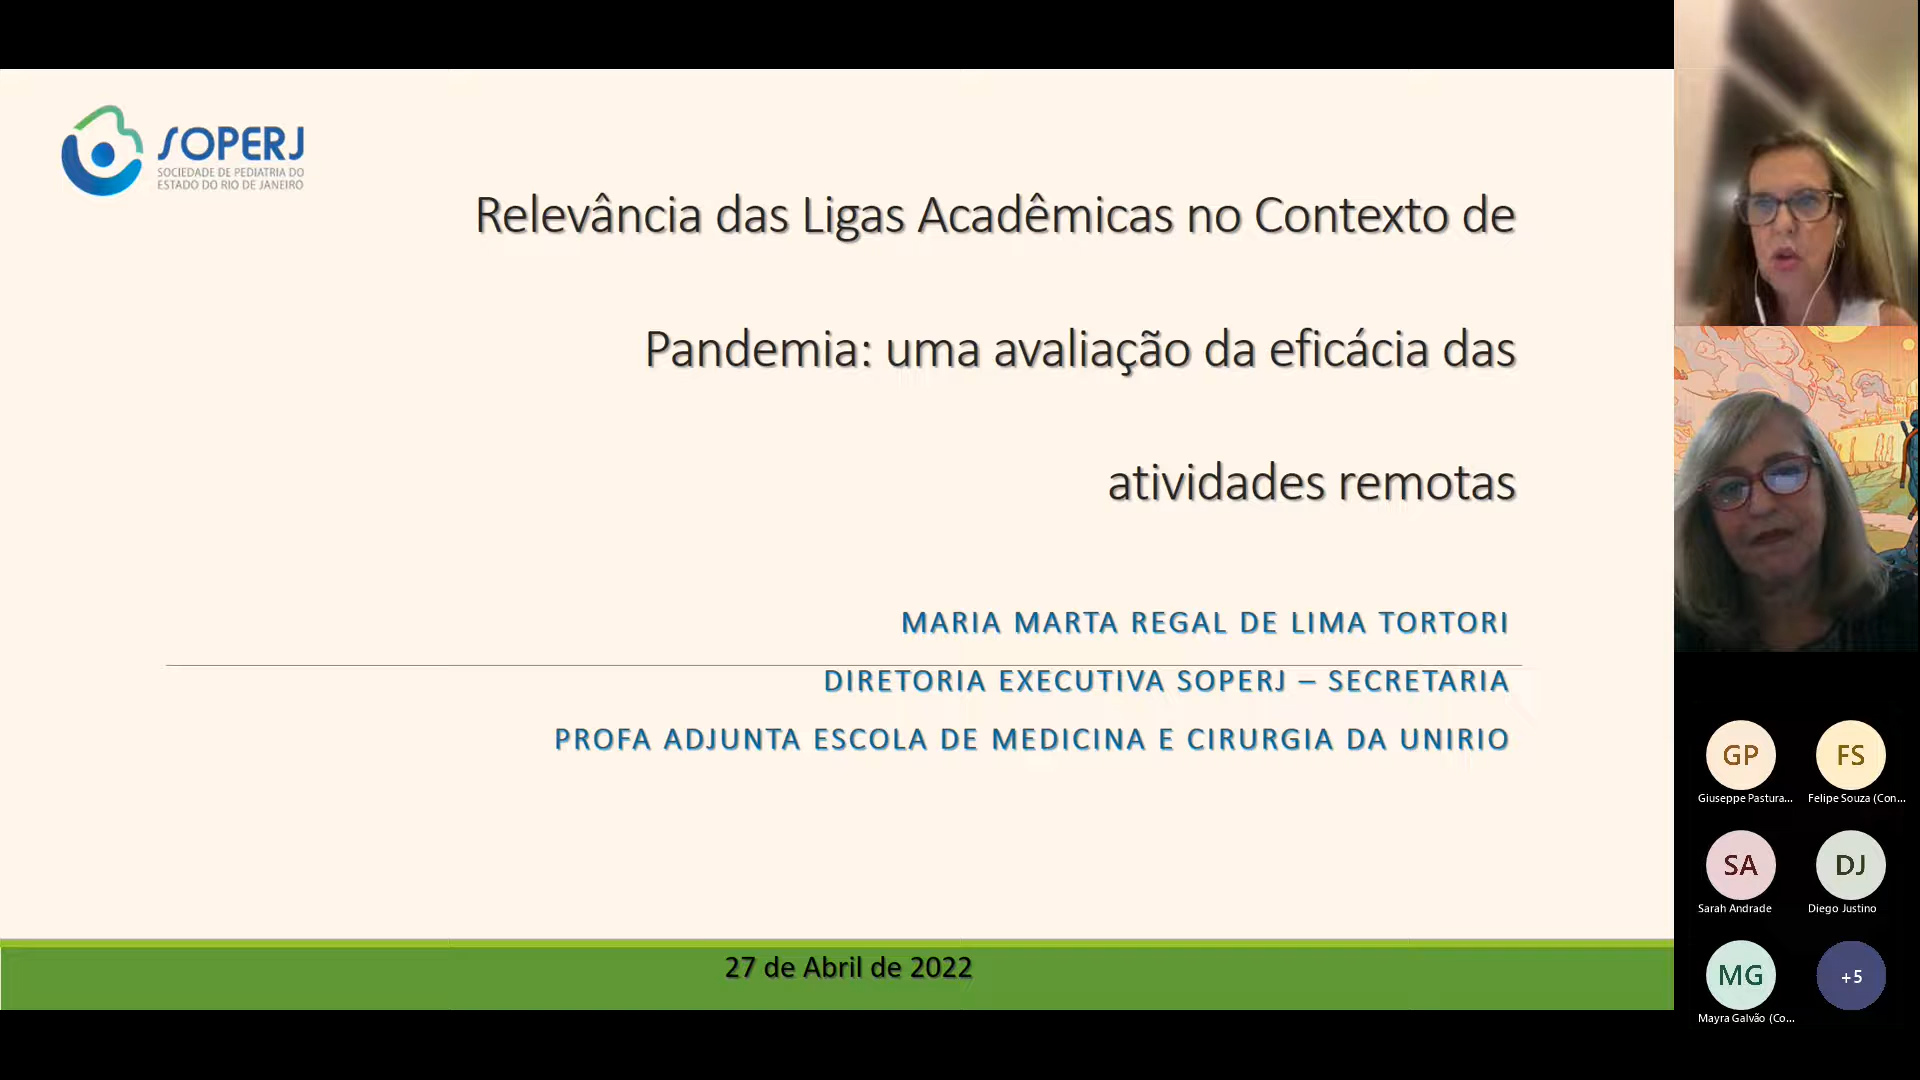 SOPERJ
SOCIEDADE DE PEDIATRIA DO
ESTADO DO RIO DE JANEIRO
Relevância das Ligas Acadêmicas no Contexto de
Pandemia: uma avaliação da eficácia das
atividades remotas
MARIA MARTA REGAL DE LIMA TORTORI
DIRETORIA EXECUTIVA SOPERJ – SECRETARIA
PROFA ADJUNTA ESCOLA DE MEDICINA E CIRURGIA DA UNIRIO
27 de Abril de 2022
GP
Giuseppe Pastura...
FS
Felipe Souza (Con...
SA
Sarah Andrade
DJ
Diego Justino
MG
Mayra Galvão (Co...
+5